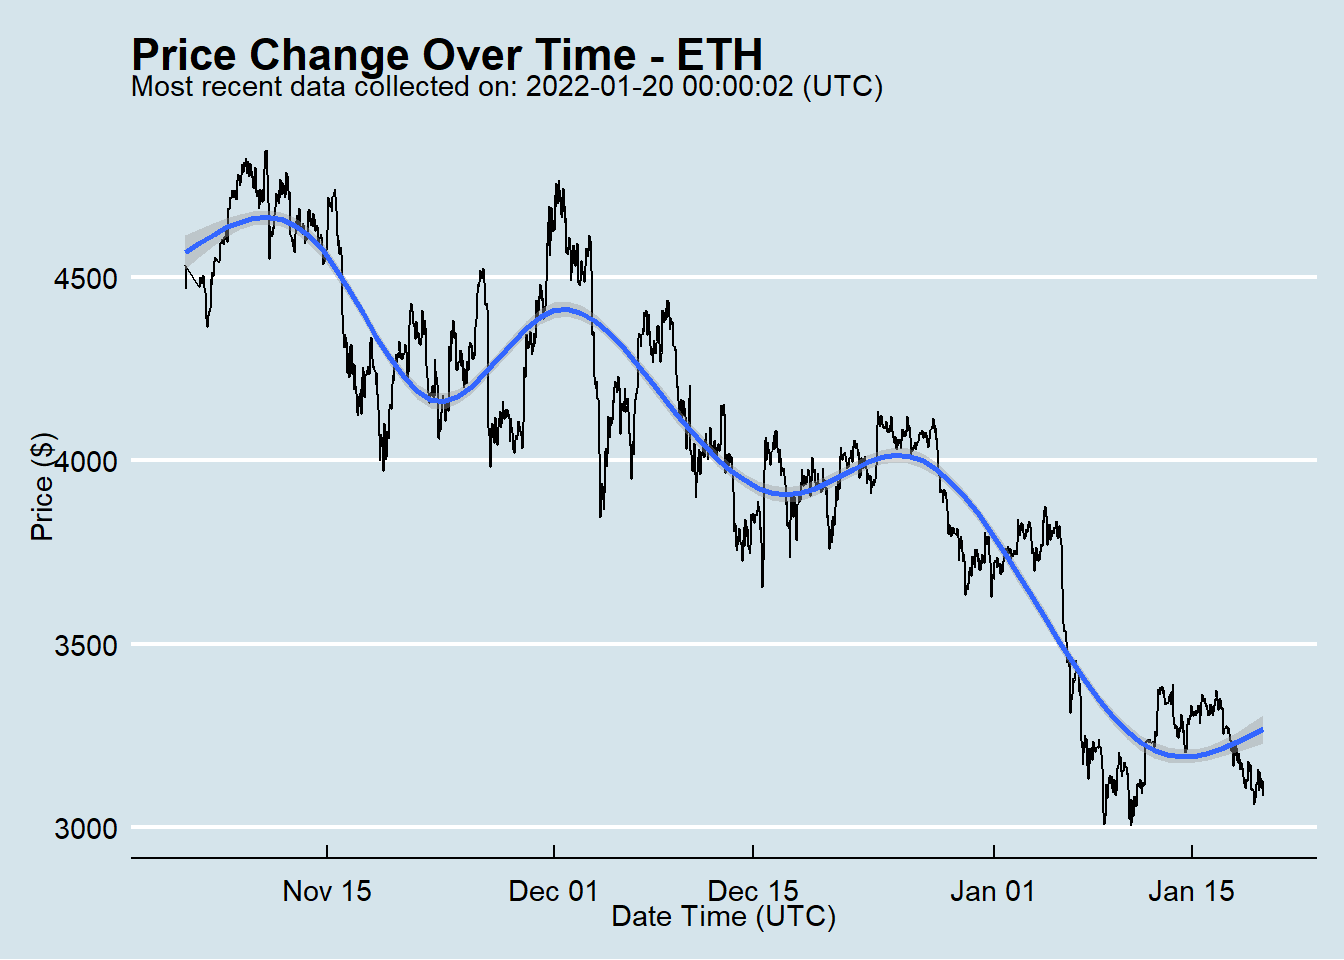 Price Change Over Time - ETH
Most recent data collected on: 2022-01-20 00:00:02 (UTC)
4500
4000
3500
3000
Price ($)
Nov 15
Dec 01
Dec 15
Jan 01
Jan 15
Date Time (UTC)